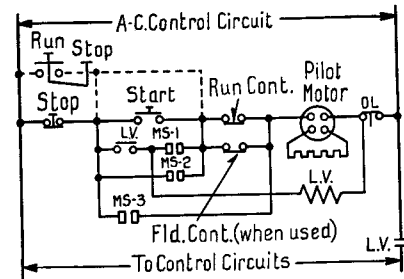 A-C. Control Circuit
Run
Stop
Stop
Start
Run Cont.
Pilot
Motor
OL
L.V.
MS-1
MS-2
MS-3
L.V.
Fld. Cont. (when used)
L.V.
To Control Circuits